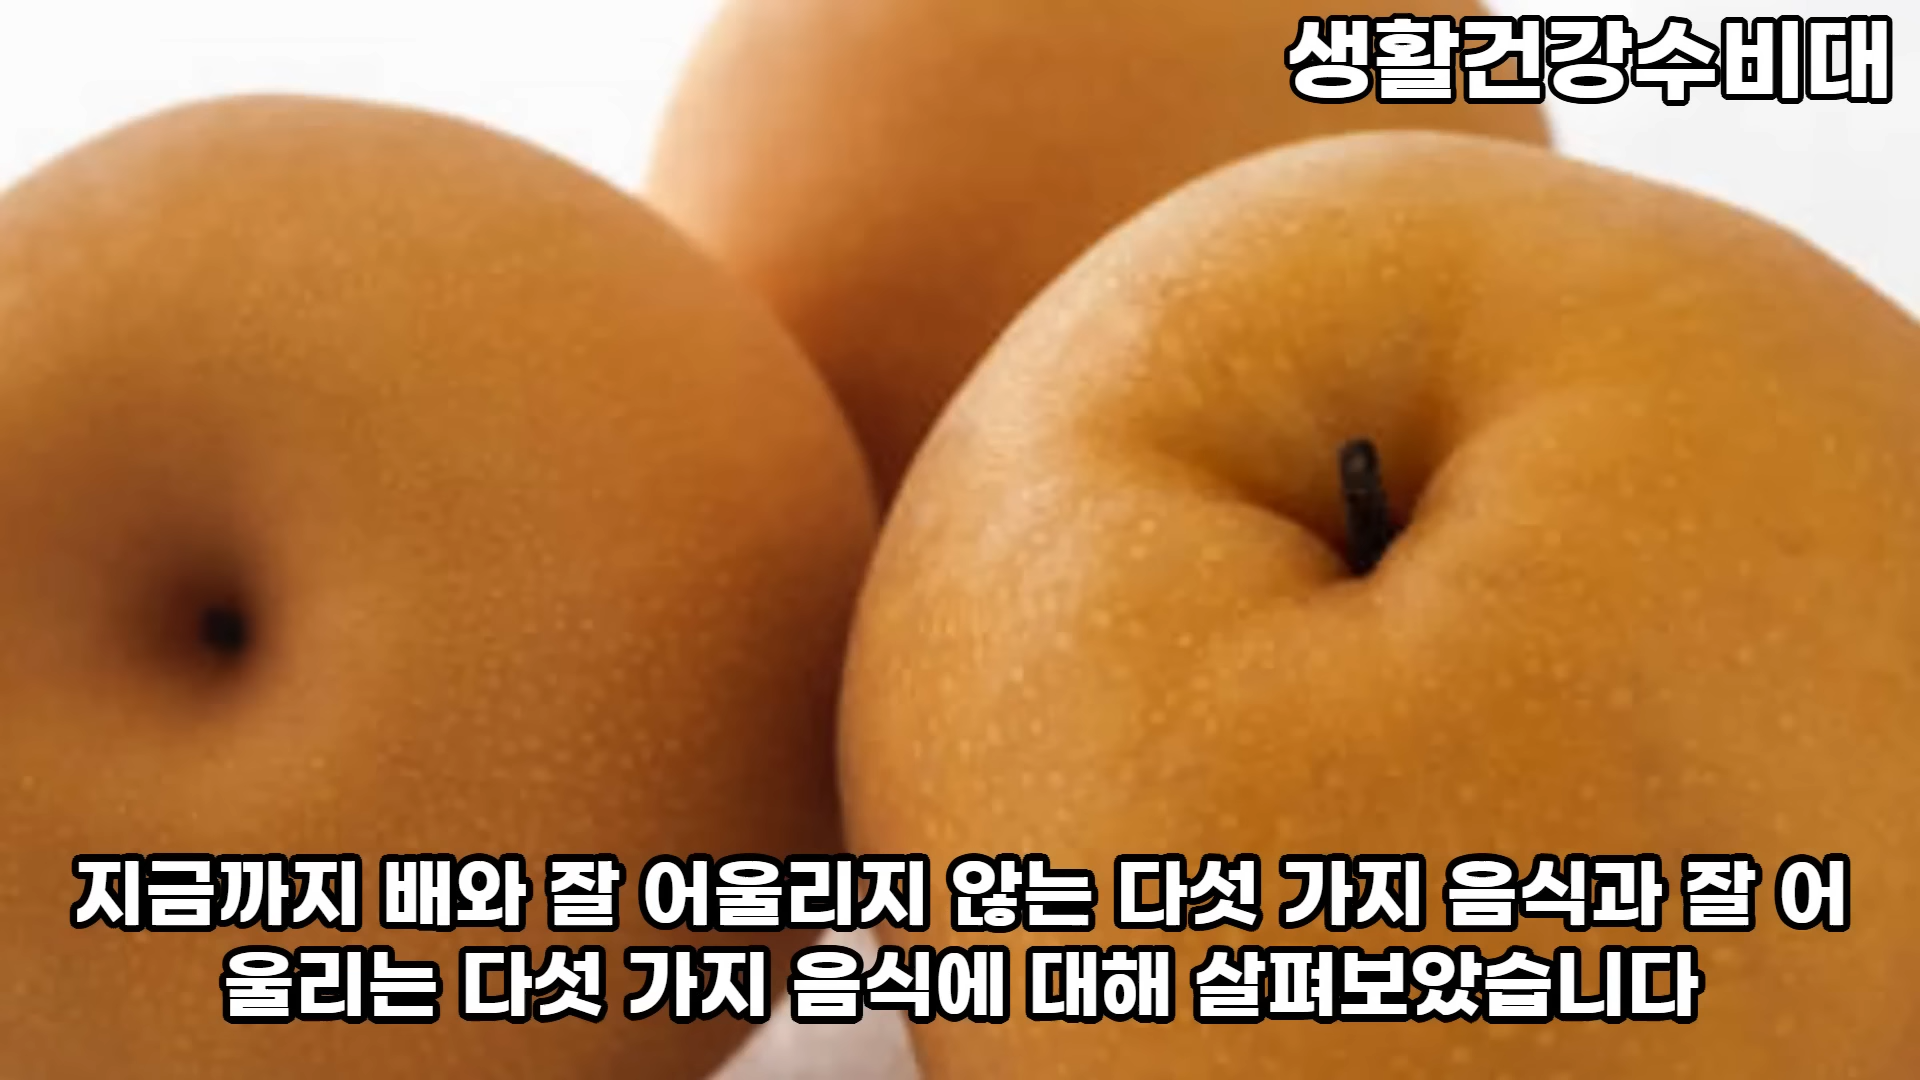 생활건강수비대
지금까지 배와 잘 어울리지 않는 다섯 가지 음식과 잘 어
울리는 다섯 가지 음식에 대해 살펴보았습니다